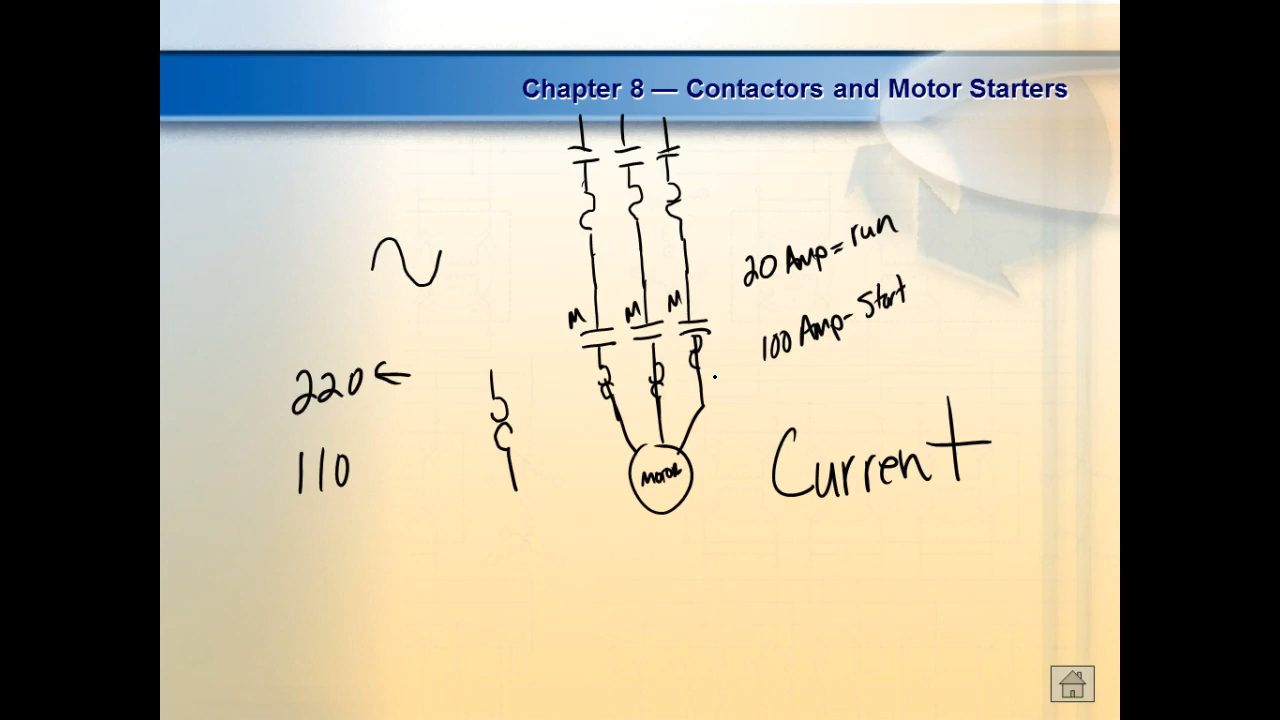 Chapter 8 — Contactors and Motor Starters
20 Amp = run
100 Amp - Start
M M M
220 ←
110
MOTOR
Current